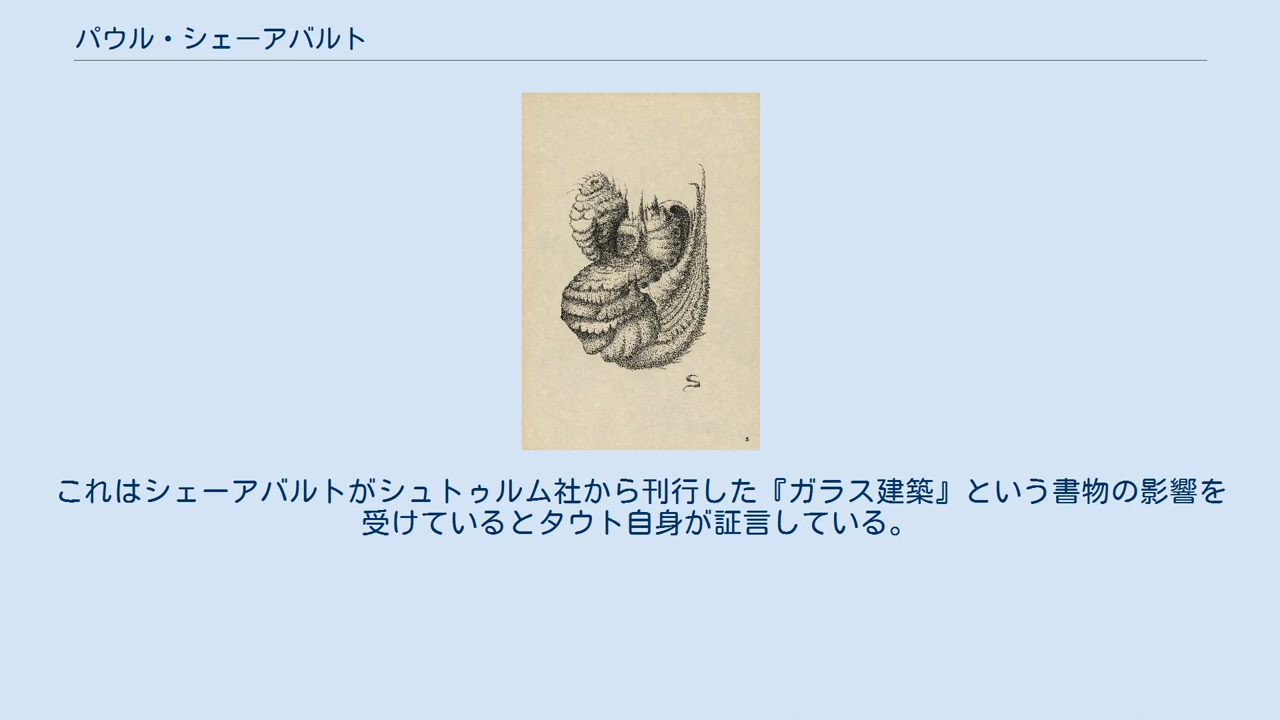 パウル・シェーアバルト
これはシェーアバルトがシュトゥルム社から刊行した『ガラス建築』という書物の影響を
受けているとタウト自身が証言している。